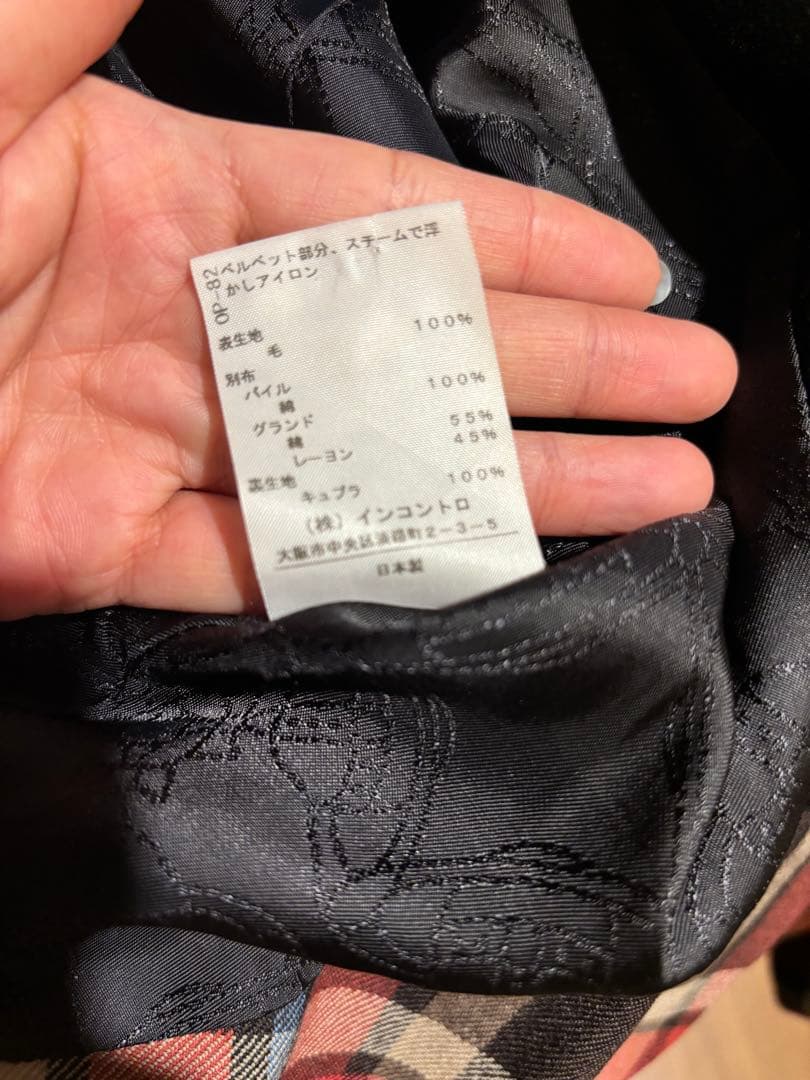 QP-82
ベルベット部分、スチームで浮
かしアイロン
表生地
毛 100%
別布
パイル
綿 100%
グランド
綿 55%
レーヨン 45%
裏生地
キュプラ 100%
(株)インコントロ
大阪市中央区淡路町2-3-5
日本製